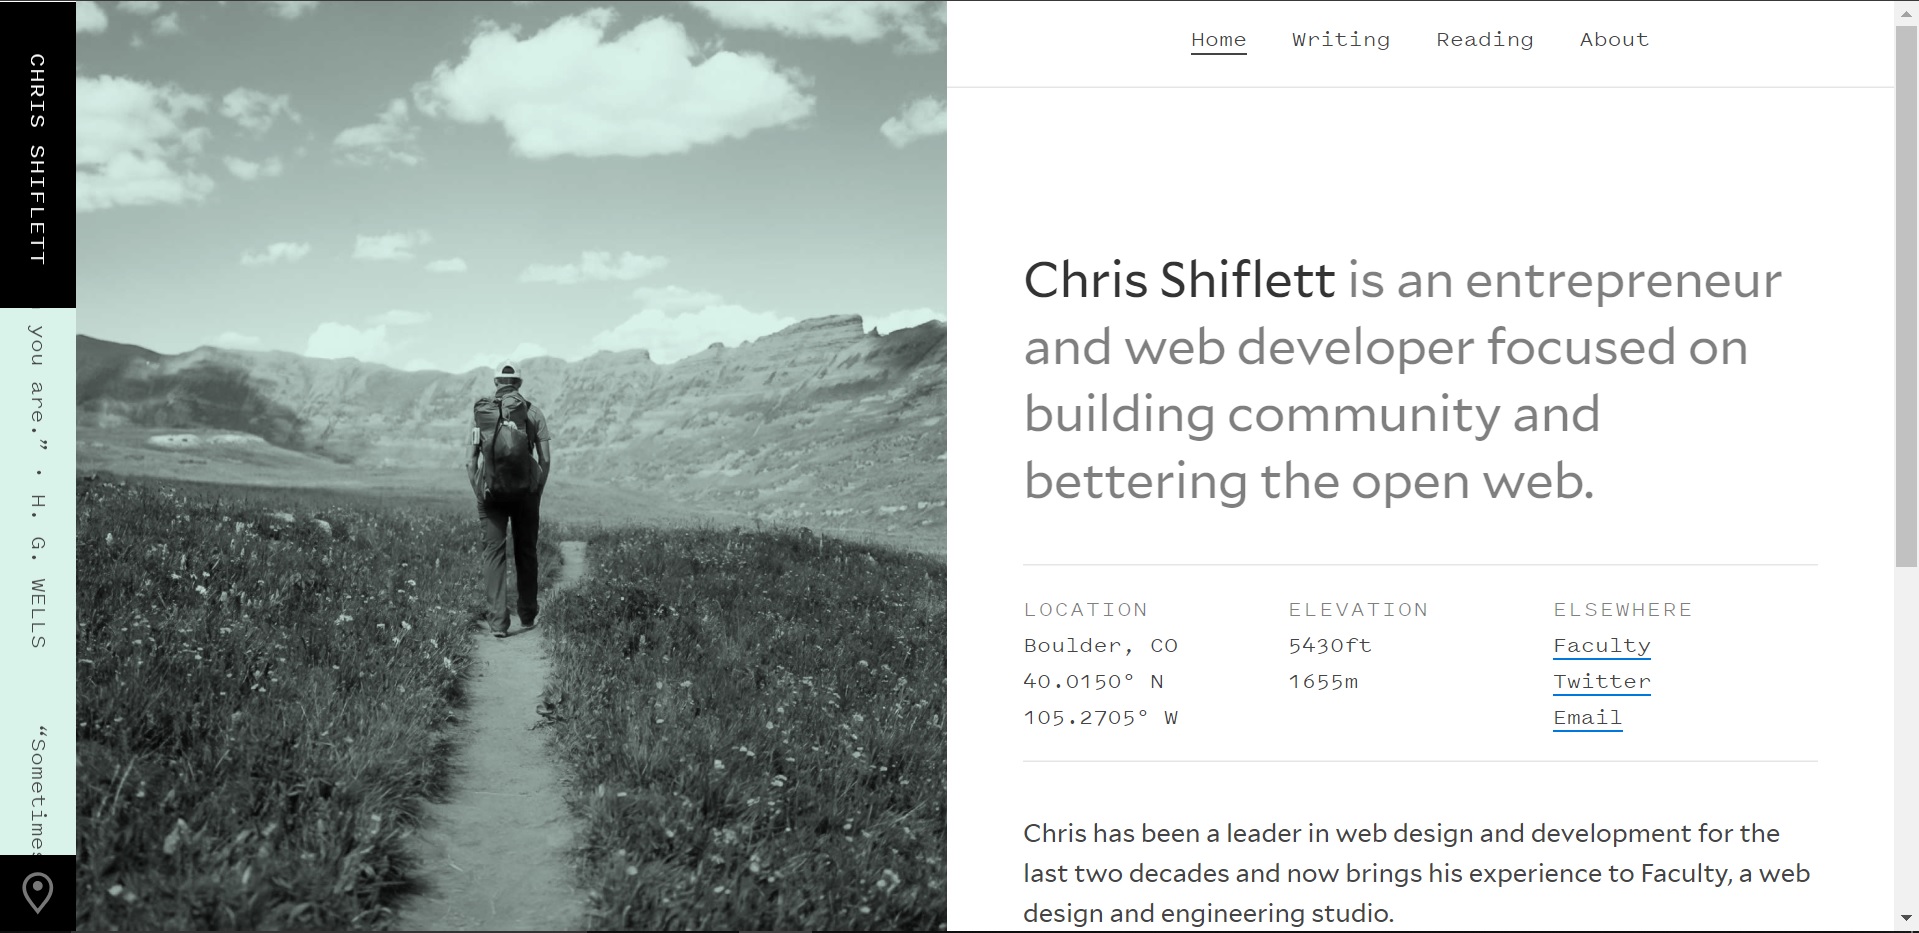 CHRIS SHIFLETT
you are.” • H. G. WELLS “Sometimes
Home Writing Reading About
Chris Shiflett is an entrepreneur
and web developer focused on
building community and
bettering the open web.
LOCATION
Boulder, CO
40.0150° N
105.2705° W
ELEVATION
5430ft
1655m
ELSEWHERE
Faculty
Twitter
Email
Chris has been a leader in web design and development for the
last two decades and now brings his experience to Faculty, a web
design and engineering studio.